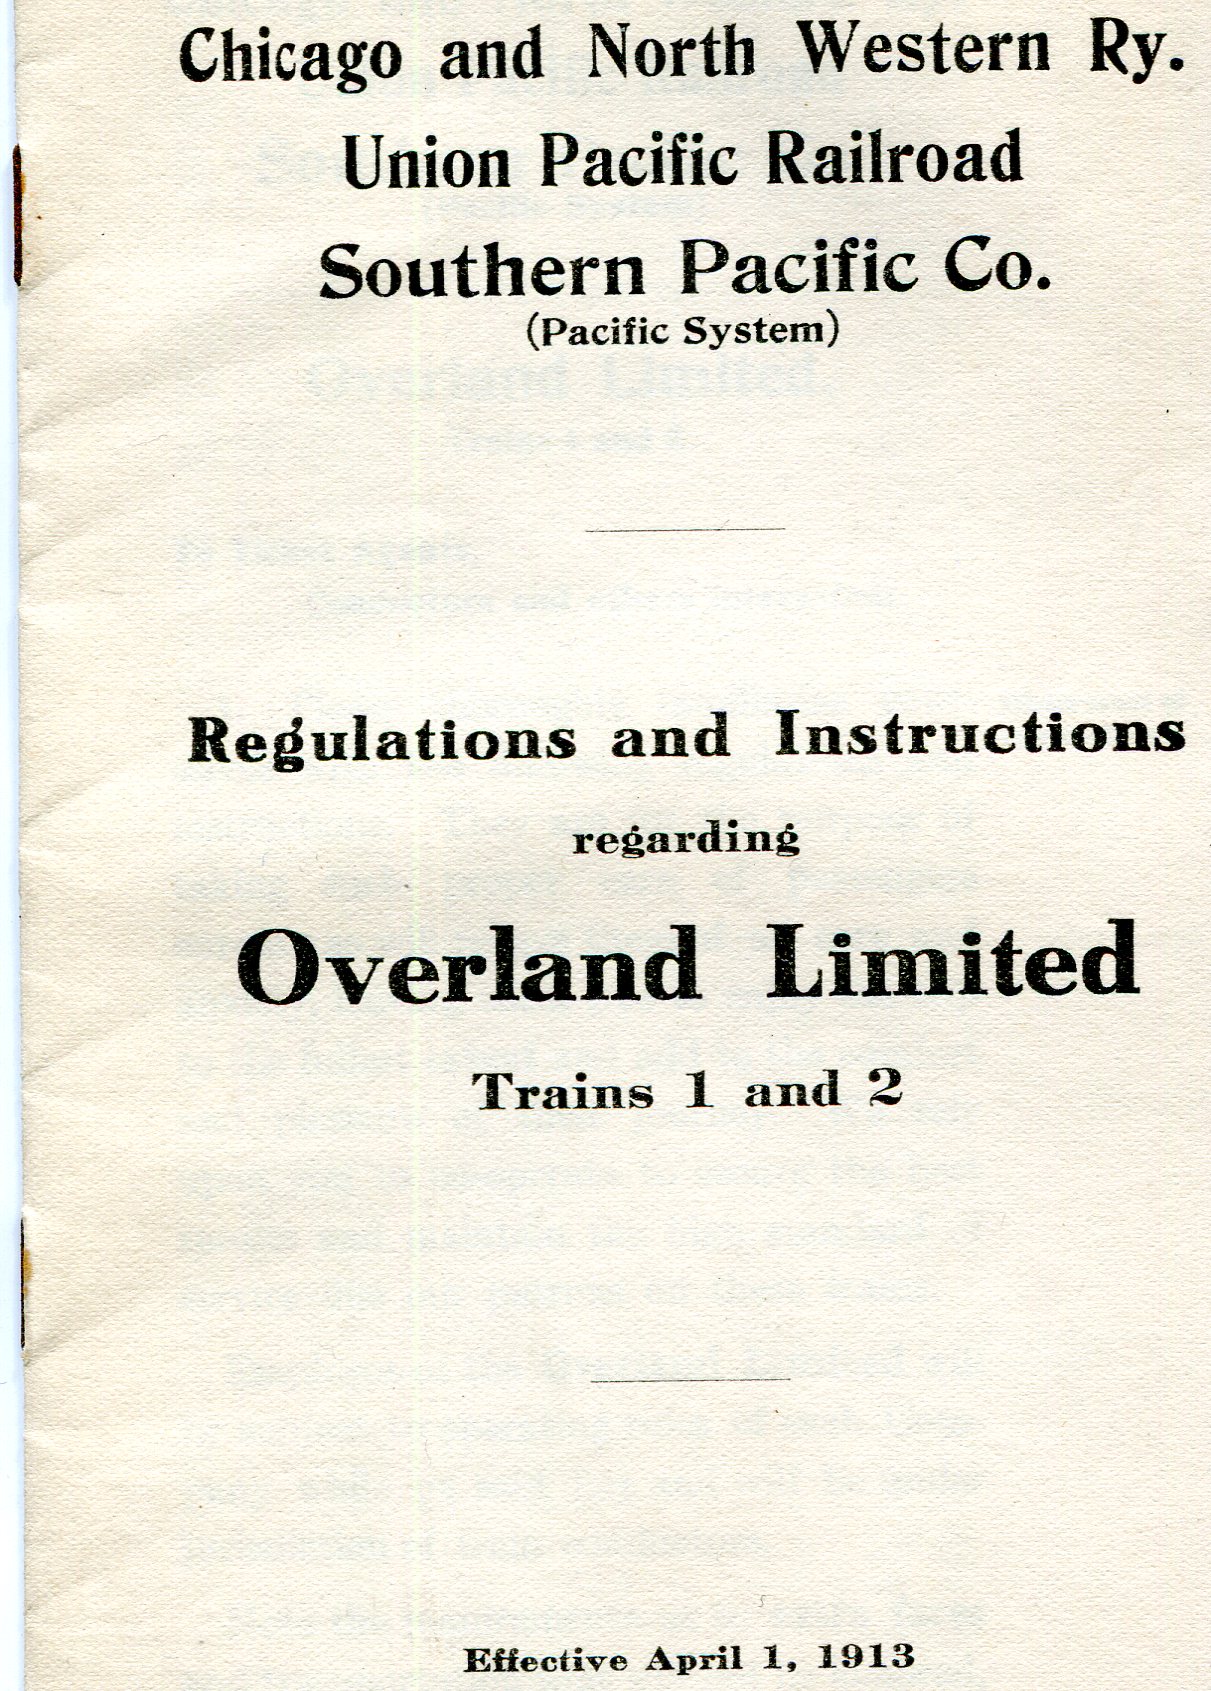 Chicago and North Western Ry.
Union Pacific Railroad
Southern Pacific Co.
(Pacific System)
Regulations and Instructions
regarding
Overland Limited
Trains 1 and 2
Effective April 1, 1913